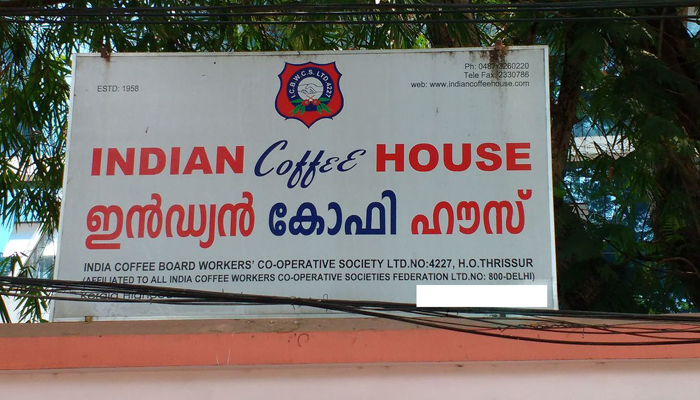 ESTD: 1958
I.C.B.W.C.S. LTD 4227
Ph: 0487-3260220
Tele Fax: 2330786
web: www.indiancoffeehouse.com
INDIAN Coffee HOUSE
ഇൻഡ്യൻ കോഫി ഹൗസ്
INDIA COFFEE BOARD WORKERS' CO-OPERATIVE SOCIETY LTD.NO:4227, H.O.THRISSUR
(AFFILIATED TO ALL INDIA COFFEE WORKERS CO-OPERATIVE SOCIETIES FEDERATION LTD.NO: 800-DELHI)